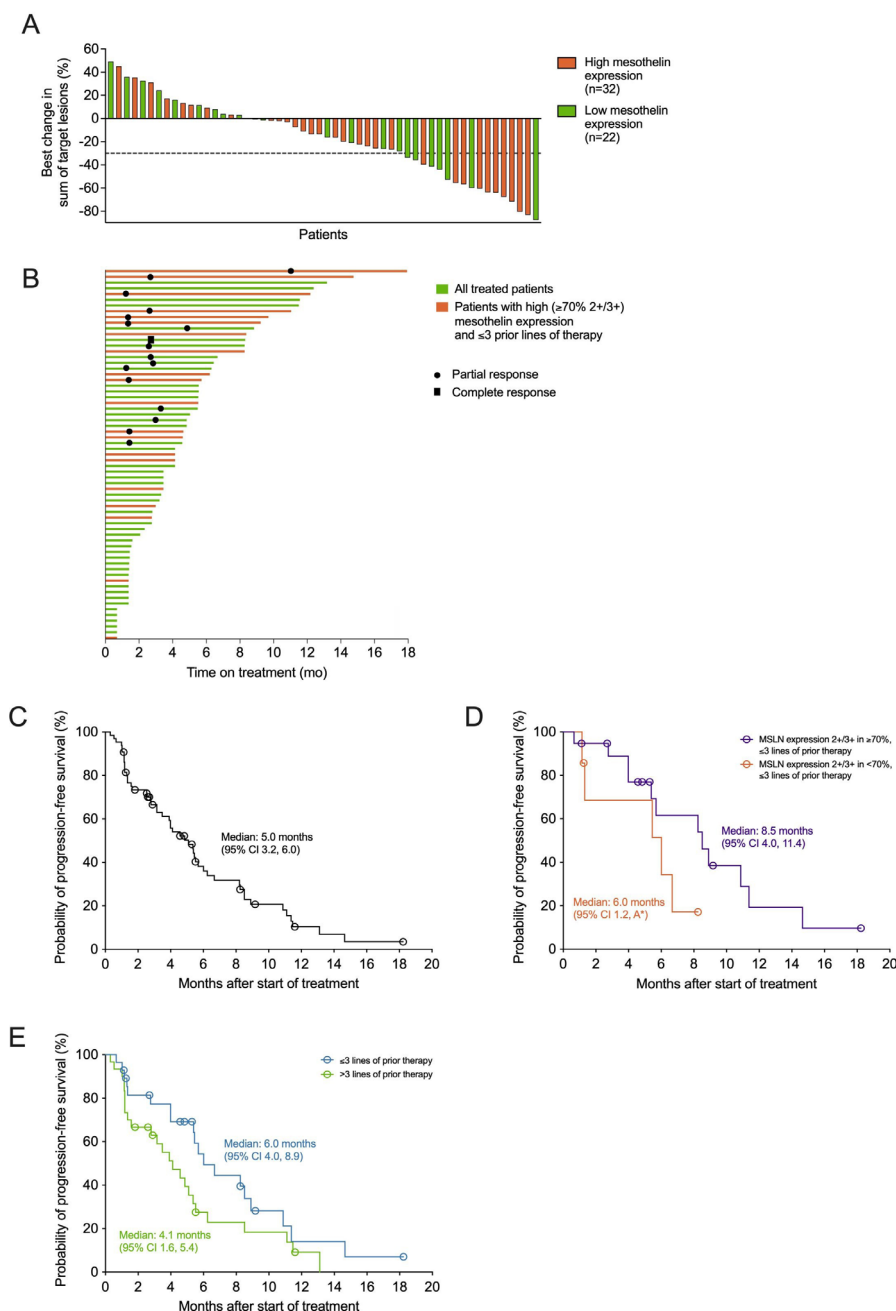 A
60
40
20
0
-20
-40
-60
-80
Best change in
sum of target lesions (%)
Patients
High mesothelin
expression
(n=32)
Low mesothelin
expression
(n=22)
B
All treated patients
Patients with high (≥70% 2+/3+)
mesothelin expression
and ≤3 prior lines of therapy
Partial response
Complete response
0 2 4 6 8 10 12 14 16 18
Time on treatment (mo)
C
Probability of progression-free survival (%)
100
80
60
40
20
0
Median: 5.0 months
(95% CI 3.2, 6.0)
0 2 4 6 8 10 12 14 16 18 20
Months after start of treatment
D
Probability of progression-free survival (%)
100
80
60
40
20
0
MSLN expression 2+/3+ in ≥70%,
≤3 lines of prior therapy
MSLN expression 2+/3+ in <70%,
≤3 lines of prior therapy
Median: 8.5 months
(95% CI 4.0, 11.4)
Median: 6.0 months
(95% CI 1.2, A*)
0 2 4 6 8 10 12 14 16 18 20
Months after start of treatment
E
Probability of progression-free survival (%)
100
80
60
40
20
0
≤3 lines of prior therapy
>3 lines of prior therapy
Median: 6.0 months
(95% CI 4.0, 8.9)
Median: 4.1 months
(95% CI 1.6, 5.4)
0 2 4 6 8 10 12 14 16 18 20
Months after start of treatment